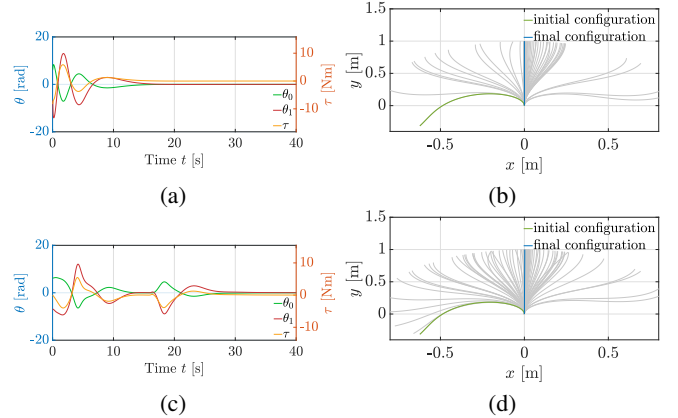 20
0
-20
θ [rad]
10
0
-10
τ [Nm]
θ₀
θ₁
τ
0 10 20 30 40
Time t [s]
(a)
1.5
1
0.5
0
y [m]
initial configuration
final configuration
-0.5 0 0.5
x [m]
(b)
20
0
-20
θ [rad]
10
0
-10
τ [Nm]
θ₀
θ₁
τ
0 10 20 30 40
Time t [s]
(c)
1.5
1
0.5
0
y [m]
initial configuration
final configuration
-0.5 0 0.5
x [m]
(d)